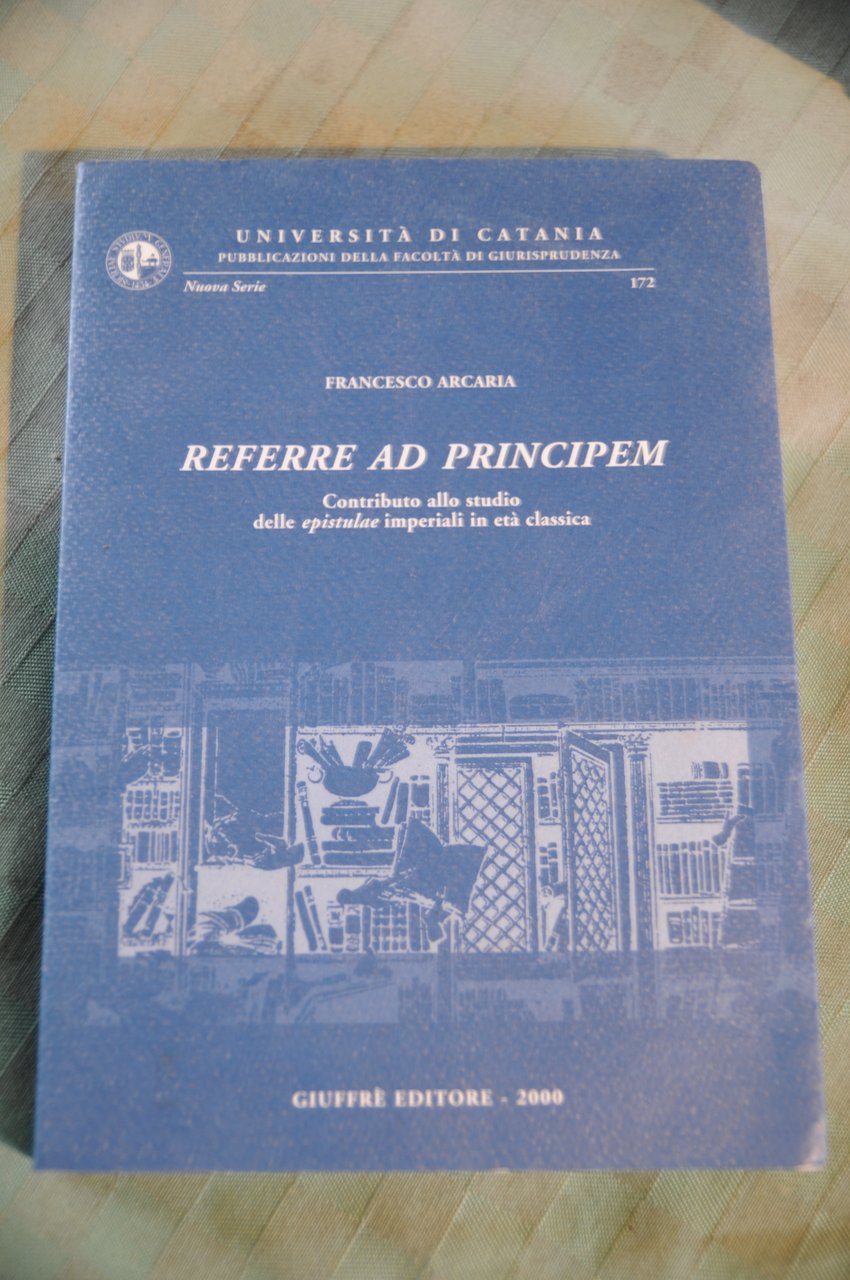 UNIVERSITÀ DI CATANIA
PUBBLICAZIONI DELLA FACOLTÀ DI GIURISPRUDENZA
Nuova Serie 172
FRANCESCO ARCARIA
REFERRE AD PRINCIPEM
Contributo allo studio
delle epistulae imperiali in età classica
GIUFFRÈ EDITORE - 2000